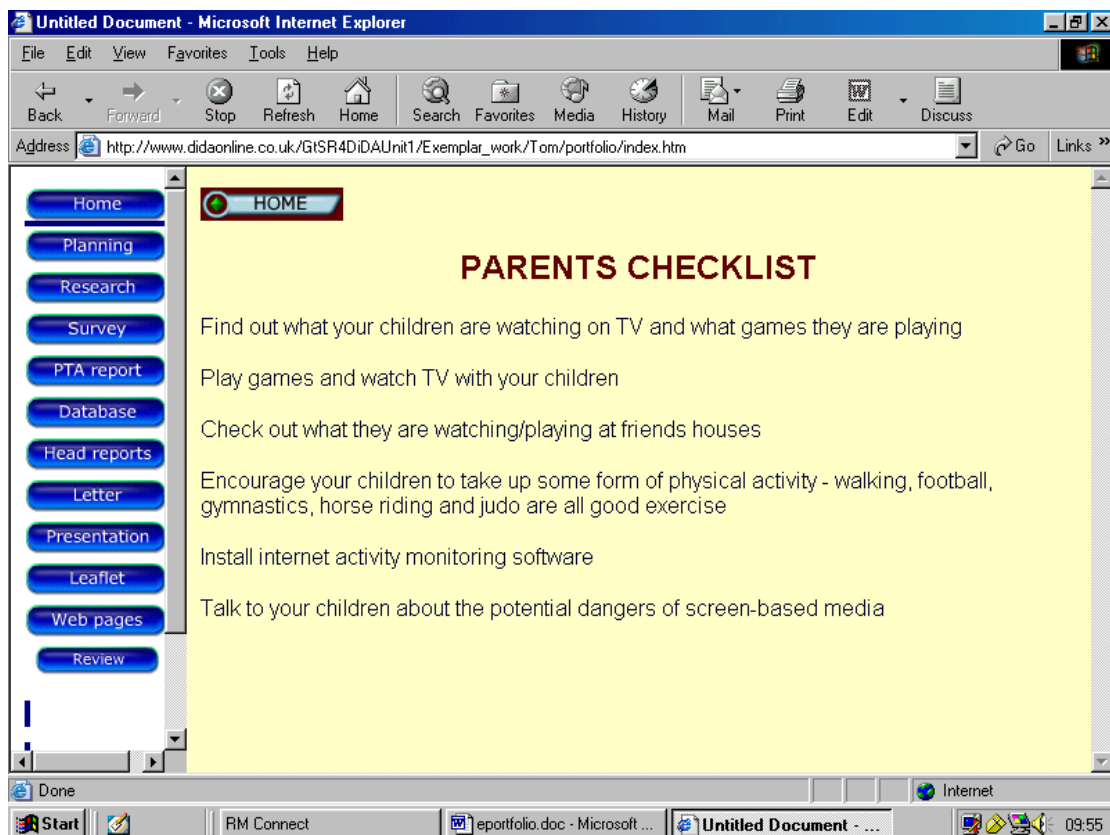 Untitled Document - Microsoft Internet Explorer
File Edit View Favorites Tools Help
Back Forward Stop Refresh Home Search Favorites Media History Mail Print Edit Discuss
Address http://www.didaonline.co.uk/GtSR4DiDAUnit1/Exemplar_work/Tom/portfolio/index.htm Go Links »
Home
Planning
Research
Survey
PTA report
Database
Head reports
Letter
Presentation
Leaflet
Web pages
Review
HOME
PARENTS CHECKLIST
Find out what your children are watching on TV and what games they are playing
Play games and watch TV with your children
Check out what they are watching/playing at friends houses
Encourage your children to take up some form of physical activity - walking, football,
gymnastics, horse riding and judo are all good exercise
Install internet activity monitoring software
Talk to your children about the potential dangers of screen-based media
Done Internet
Start RM Connect eportfolio.doc - Microsoft ... Untitled Document - ... 09:55